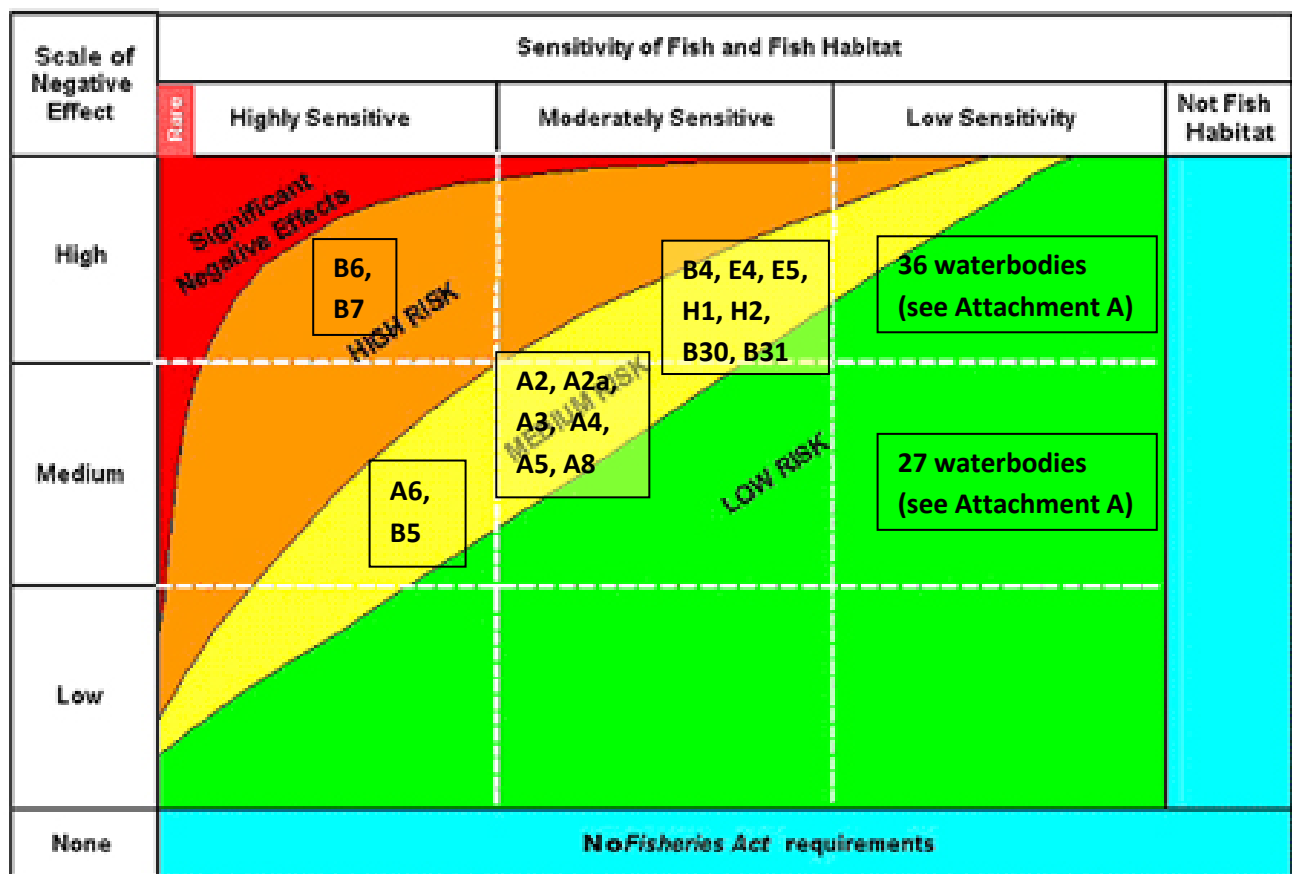 Scale of
Negative
Effect
Sensitivity of Fish and Fish Habitat
Rare
Highly Sensitive
Moderately Sensitive
Low Sensitivity
Not Fish
Habitat
High
Significant
Negative Effects
B6,
B7
HIGH RISK
B4, E4, E5,
H1, H2,
B30, B31
36 waterbodies
(see Attachment A)
Medium
A6,
B5
A2, A2a,
A3, A4,
A5, A8
MEDIUM RISK
LOW RISK
27 waterbodies
(see Attachment A)
Low
None
No Fisheries Act requirements